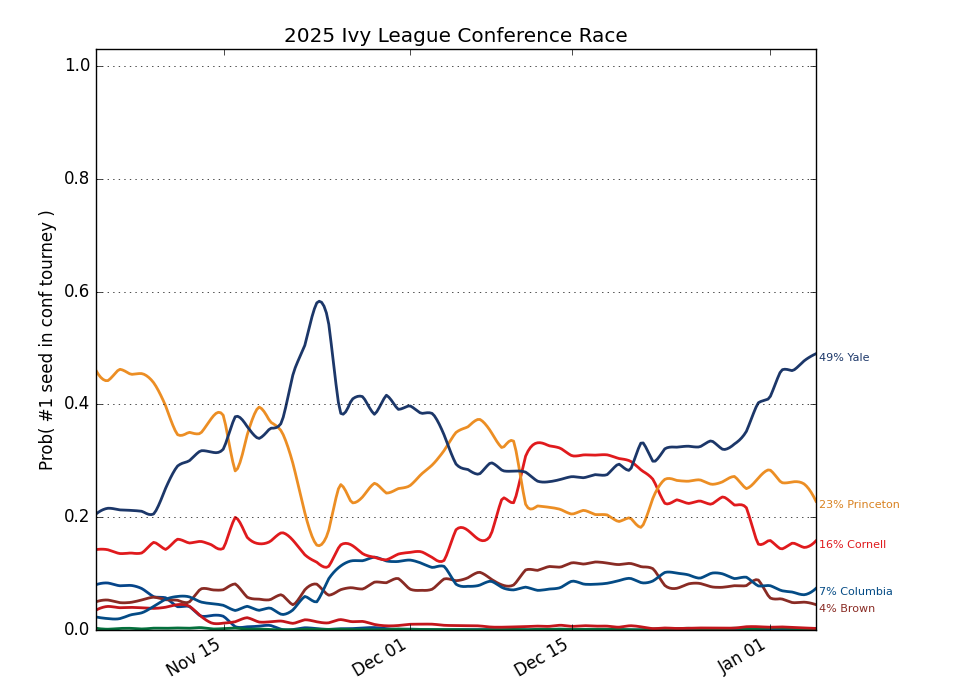 2025 Ivy League Conference Race
Prob( #1 seed in conf tourney )
1.0
0.8
0.6
0.4
0.2
0.0
Nov 15
Dec 01
Dec 15
Jan 01
49% Yale
23% Princeton
16% Cornell
7% Columbia
4% Brown